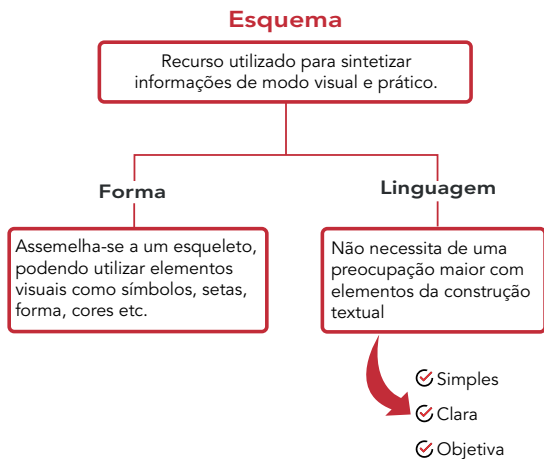 Esquema
Recurso utilizado para sintetizar
informações de modo visual e prático.
Forma
Assemelha-se a um esqueleto,
podendo utilizar elementos
visuais como símbolos, setas,
forma, cores etc.
Linguagem
Não necessita de uma
preocupação maior com
elementos da construção
textual
Simples
Clara
Objetiva